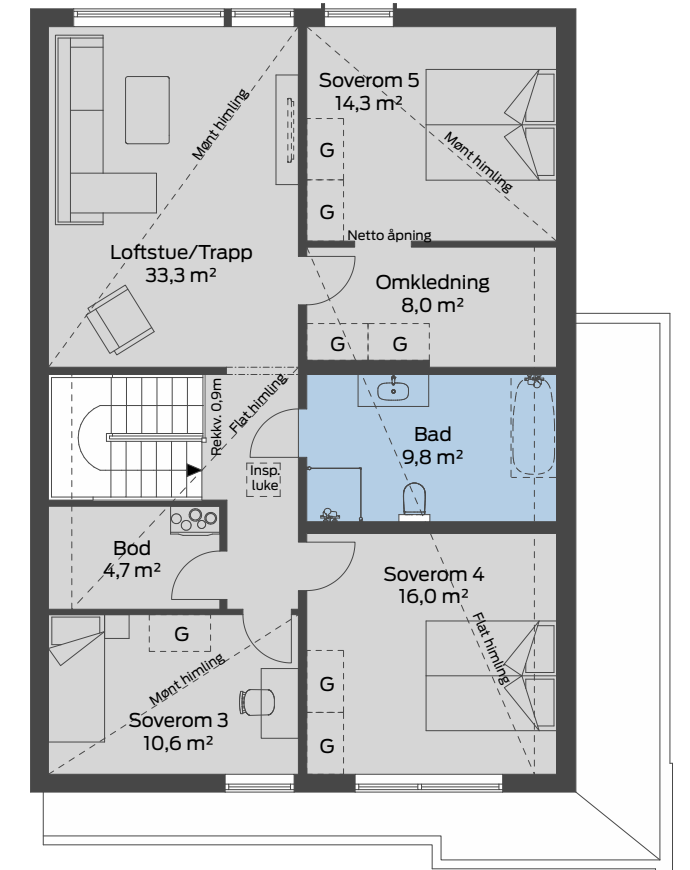 Soverom 5
14,3 m²
Mønt himling
Mønt himling
G
G
Netto åpning
Loftstue/Trapp
33,3 m²
Omkledning
8,0 m²
G
G
Rekkv. 0,9m
Flat himling
Bad
9,8 m²
Insp.
luke
Bod
4,7 m²
Soverom 4
16,0 m²
Flat himling
G
Mønt himling
G
G
Soverom 3
10,6 m²